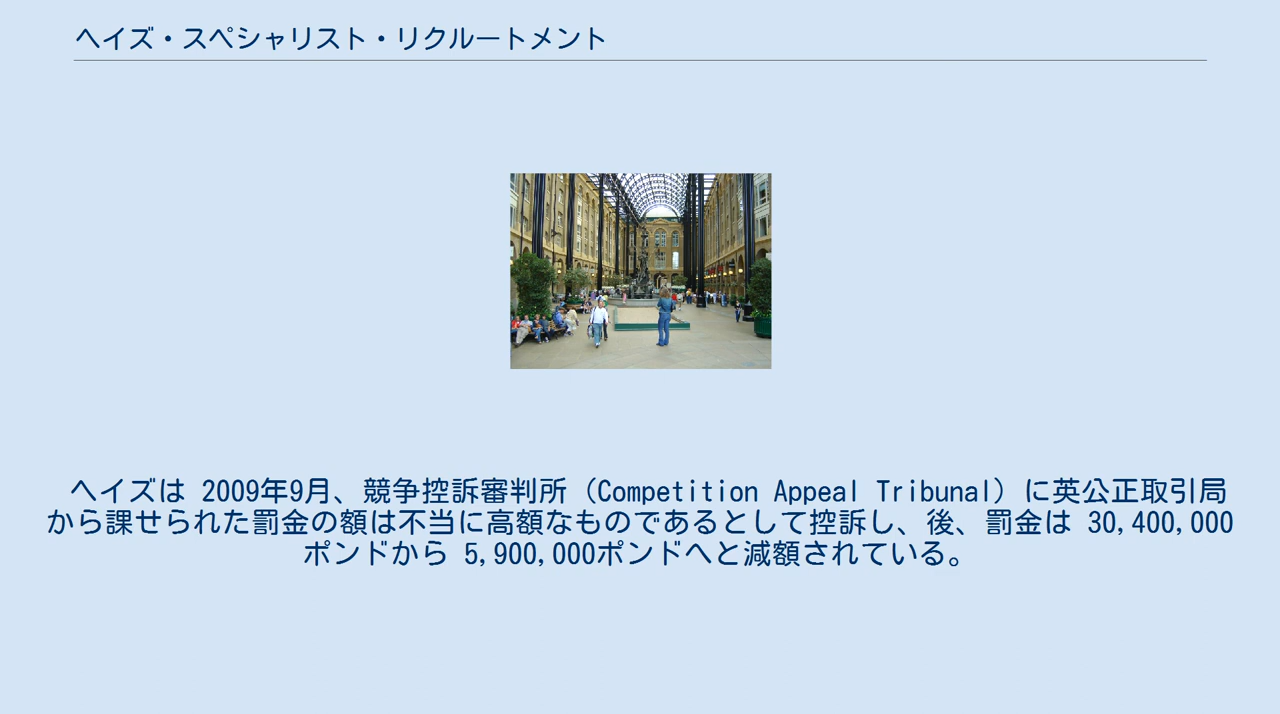 ヘイズ・スペシャリスト・リクルートメント
ヘイズは 2009年9月、競争控訴審判所（Competition Appeal Tribunal）に英公正取引局
から課せられた罰金の額は不当に高額なものであるとして控訴し、後、罰金は 30,400,000
ポンドから 5,900,000ポンドへと減額されている。